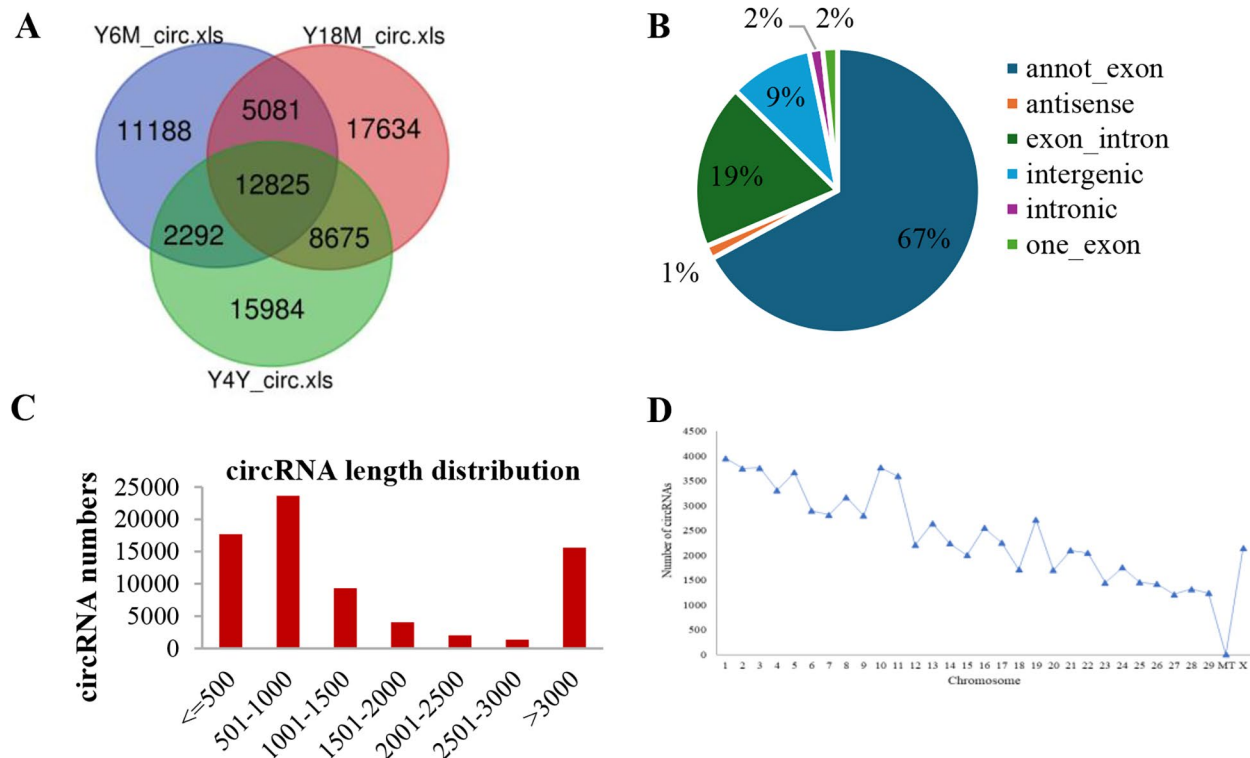 A
Y6M_circ.xls
Y18M_circ.xls
11188
5081
17634
12825
2292
8675
15984
Y4Y_circ.xls
B
2%
2%
9%
19%
67%
1%
annot_exon
antisense
exon_intron
intergenic
intronic
one_exon
C
circRNA length distribution
circRNA numbers
25000
20000
15000
10000
5000
0
<=500
501-1000
1001-1500
1501-2000
2001-2500
2501-3000
>3000
D
Number of circRNAs
4500
4000
3500
3000
2500
2000
1500
1000
500
0
1 2 3 4 5 6 7 8 9 10 11 12 13 14 15 16 17 18 19 20 21 22 23 24 25 26 27 28 29 MT X
Chromosome